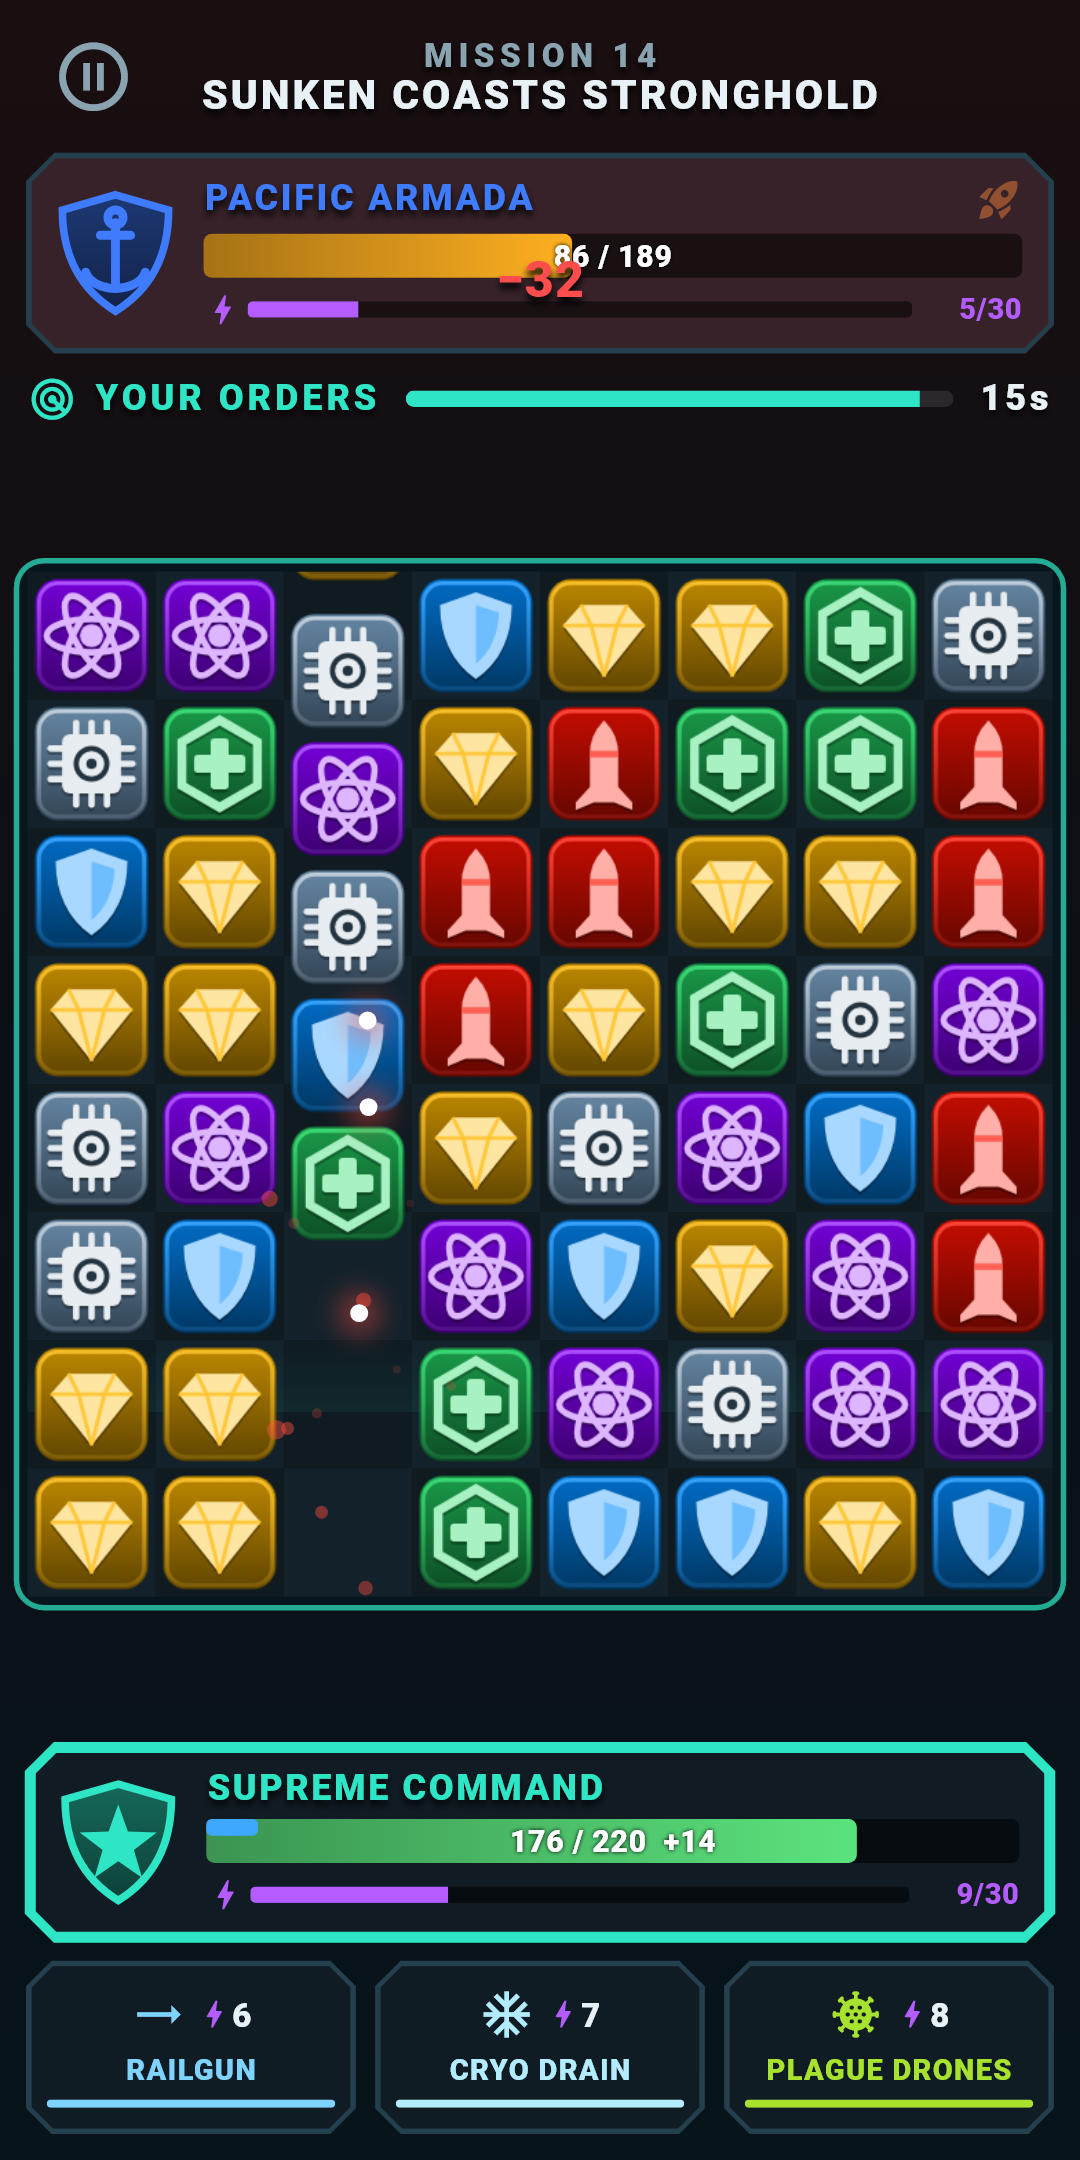 MISSION 14
SUNKEN COASTS STRONGHOLD
PACIFIC ARMADA
86 / 189
−32
5/30
YOUR ORDERS
15s
SUPREME COMMAND
176 / 220 +14
9/30
6
RAILGUN
7
CRYO DRAIN
8
PLAGUE DRONES